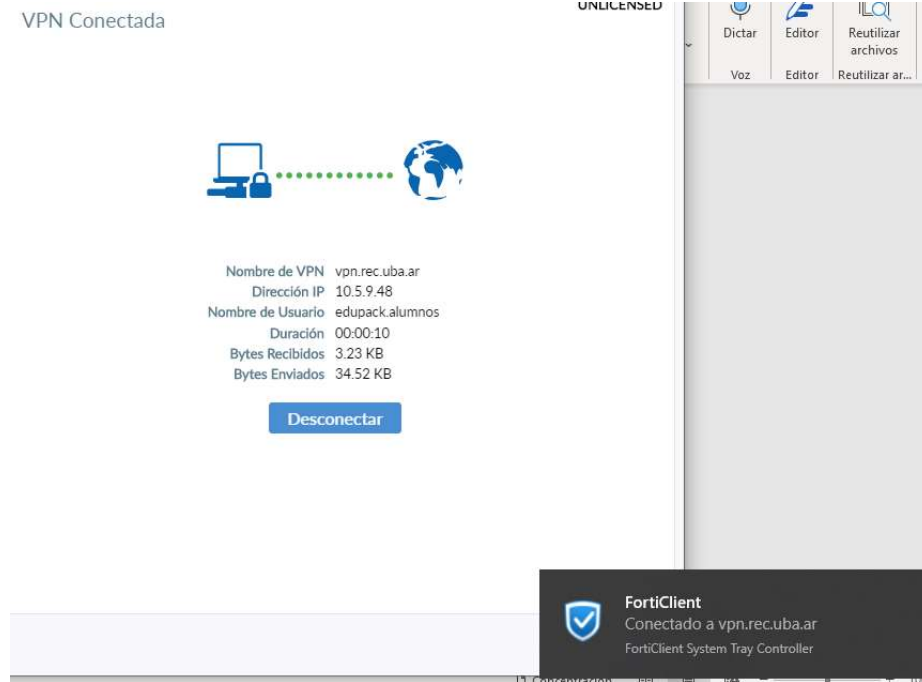 UNLICENSED
VPN Conectada
Dictar
Editor
Reutilizar
archivos
Voz
Editor
Reutilizar ar...
Nombre de VPN vpn.rec.uba.ar
Dirección IP 10.5.9.48
Nombre de Usuario edupack.alumnos
Duración 00:00:10
Bytes Recibidos 3.23 KB
Bytes Enviados 34.52 KB
Desconectar
FortiClient
Conectado a vpn.rec.uba.ar
FortiClient System Tray Controller
Concentración